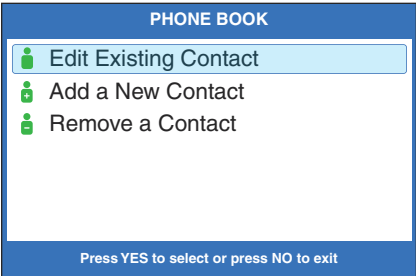 PHONE BOOK
Edit Existing Contact
Add a New Contact
Remove a Contact
Press YES to select or press NO to exit